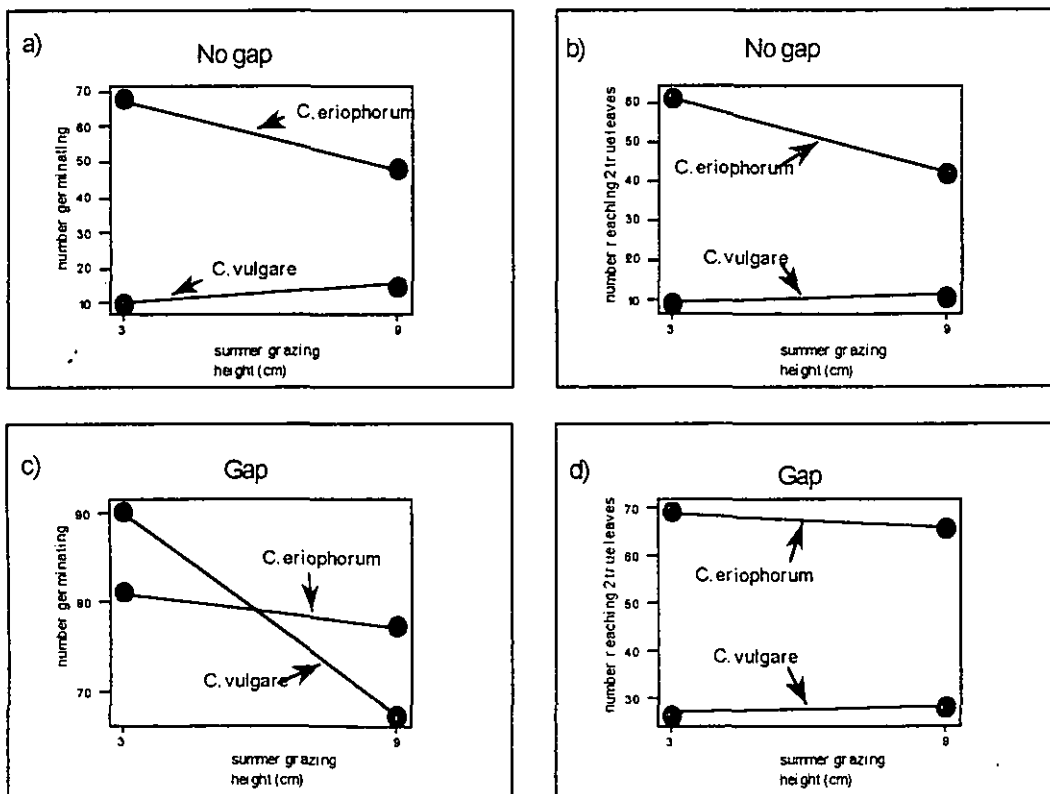 a)
No gap
number germinating
70
60
50
40
30
20
10
C. eriophorum
C. vulgare
3
9
summer grazing
height (cm)
b)
No gap
number reaching 2 true leaves
60
50
40
30
20
10
C. eriophorum
C. vulgare
3
9
summer grazing
height (cm)
c)
Gap
number germinating
90
80
70
C. eriophorum
C. vulgare
3
9
summer grazing
height (cm)
d)
Gap
number reaching 2 true leaves
70
60
50
40
30
C. eriophorum
C. vulgare
3
9
summer grazing
height (cm)